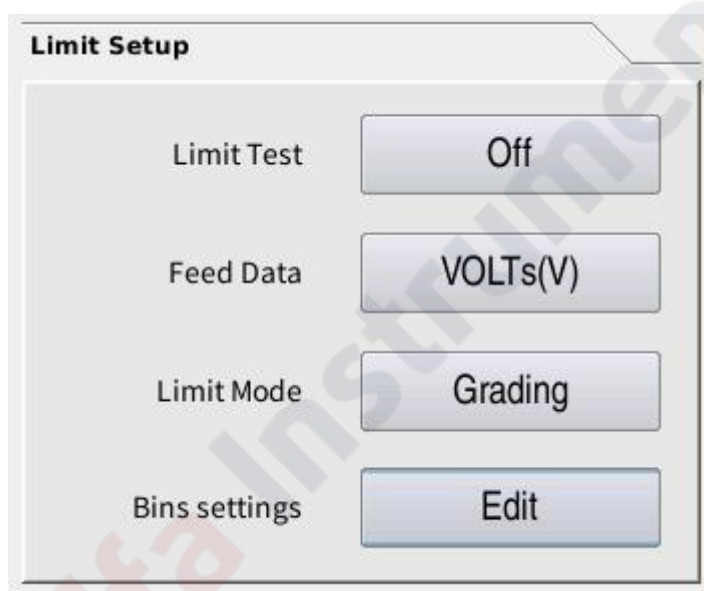 Limit Setup
Limit Test Off
Feed Data VOLTs(V)
Limit Mode Grading
Bins settings Edit